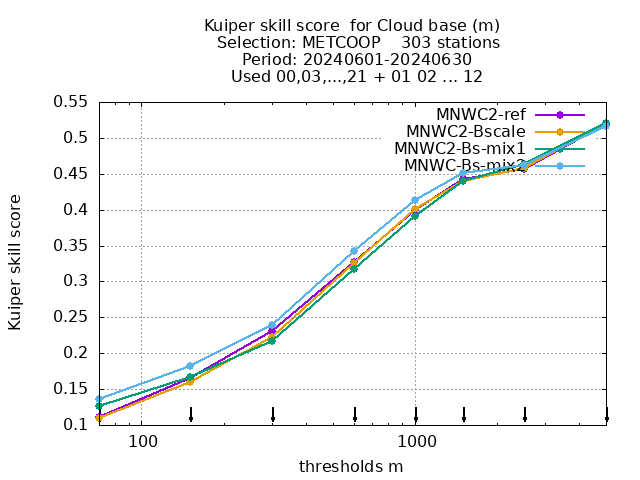 Kuiper skill score  for Cloud base (m)
Selection: METCOOP    303 stations
Period: 20240601-20240630
Used 00,03,...,21 + 01 02 ... 12
MNWC2-ref
MNWC2-Bscale
MNWC2-Bs-mix1
MNWC-Bs-mix2
Kuiper skill score
0.55
0.5
0.45
0.4
0.35
0.3
0.25
0.2
0.15
0.1
100
1000
thresholds m